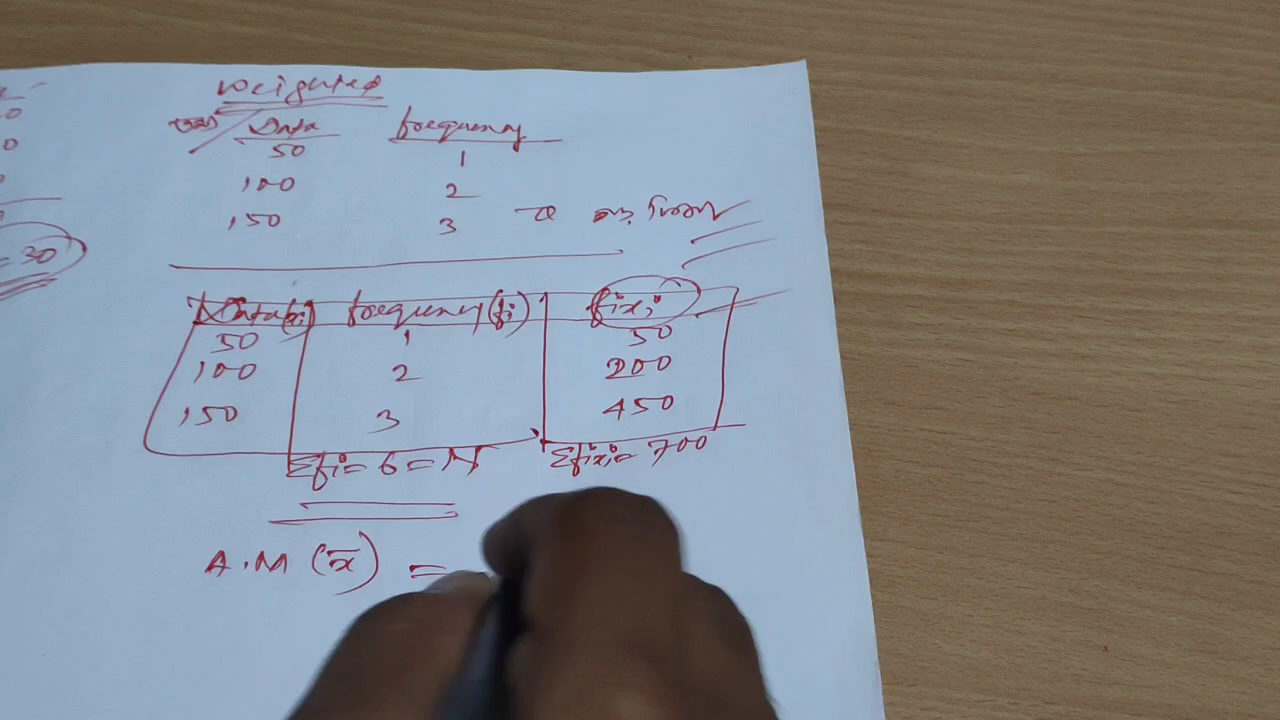 Weighted
Data frequency
50 1
100 2
150 3
= 30
Data(xi) frequency(fi) fixi
50 1 50
100 2 200
150 3 450
Σfi = 6 = N Σfixi = 700
A.M (x̄) =